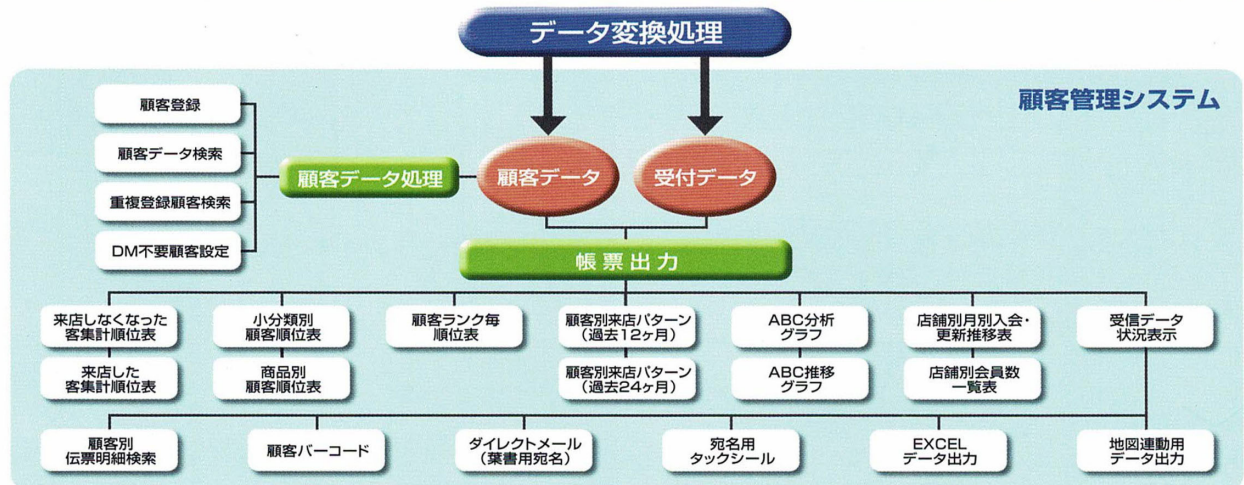 データ変換処理
顧客管理システム
顧客登録
顧客データ検索
重複登録顧客検索
DM不要顧客設定
顧客データ処理
顧客データ
受付データ
帳票出力
来店しなくなった
客集計順位表
小分類別
顧客順位表
顧客ランク毎
順位表
顧客別来店パターン
(過去12ヶ月)
ABC分析
グラフ
店舗別月別入会・
更新推移表
受信データ
状況表示
来店した
客集計順位表
商品別
顧客順位表
顧客別来店パターン
(過去24ヶ月)
ABC推移
グラフ
店舗別会員数
一覧表
顧客別
伝票明細検索
顧客バーコード
ダイレクトメール
(葉書用宛名)
宛名用
タックシール
EXCEL
データ出力
地図連動用
データ出力